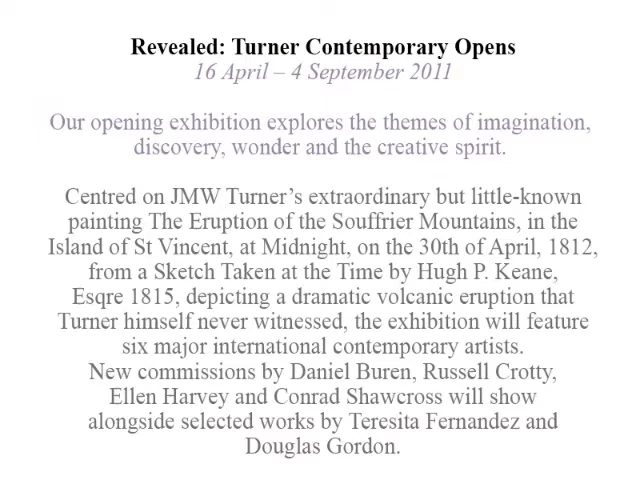 Revealed: Turner Contemporary Opens
16 April – 4 September 2011
Our opening exhibition explores the themes of imagination,
discovery, wonder and the creative spirit.
Centred on JMW Turner’s extraordinary but little-known
painting The Eruption of the Souffrier Mountains, in the
Island of St Vincent, at Midnight, on the 30th of April, 1812,
from a Sketch Taken at the Time by Hugh P. Keane,
Esqre 1815, depicting a dramatic volcanic eruption that
Turner himself never witnessed, the exhibition will feature
six major international contemporary artists.
New commissions by Daniel Buren, Russell Crotty,
Ellen Harvey and Conrad Shawcross will show
alongside selected works by Teresita Fernandez and
Douglas Gordon.